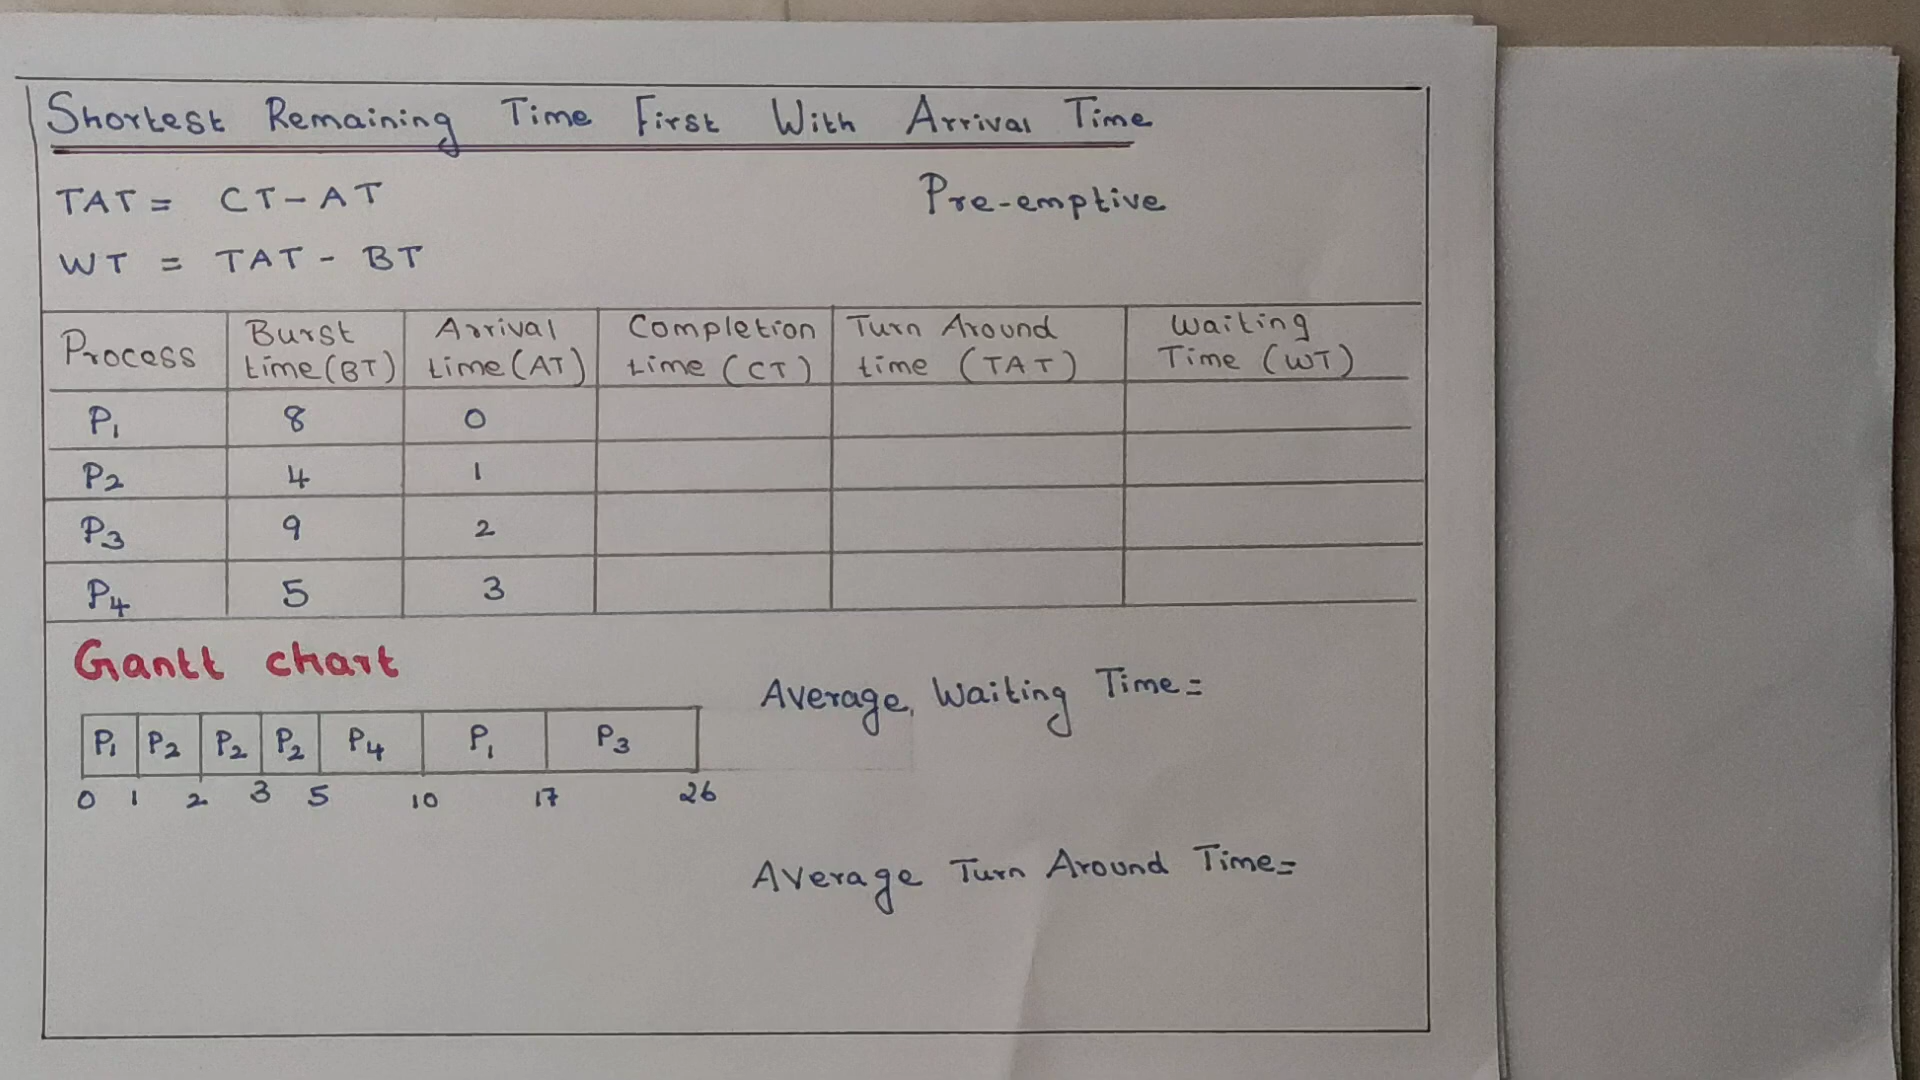 Shortest Remaining Time First With Arrival Time
TAT = CT - AT
Pre-emptive
WT = TAT - BT
Process Burst time (BT) Arrival time (AT) Completion time (CT) Turn Around time (TAT) Waiting Time (WT)
P1 8 0
P2 4 1
P3 9 2
P4 5 3
Gantt chart
Average Waiting Time =
P1 P2 P2 P2 P4 P1 P3
0 1 2 3 5 10 17 26
Average Turn Around Time =